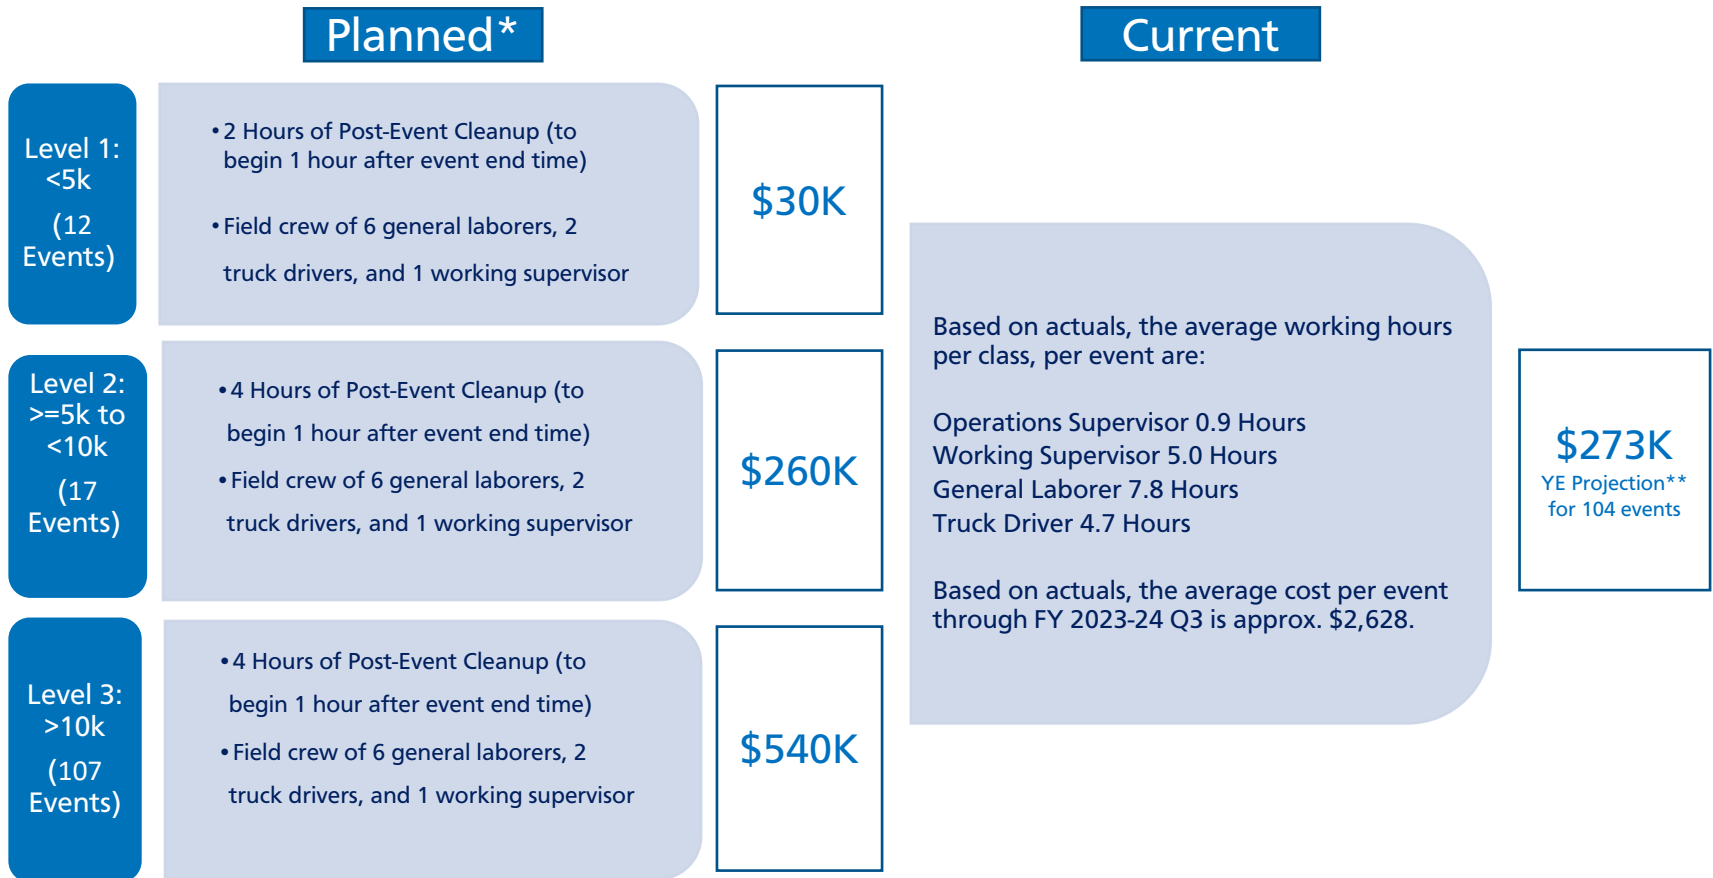 Planned*
Current
Level 1:
<5k
(12
Events)
• 2 Hours of Post-Event Cleanup (to
begin 1 hour after event end time)
• Field crew of 6 general laborers, 2
truck drivers, and 1 working supervisor
$30K
Level 2:
>=5k to
<10k
(17
Events)
• 4 Hours of Post-Event Cleanup (to
begin 1 hour after event end time)
• Field crew of 6 general laborers, 2
truck drivers, and 1 working supervisor
$260K
Level 3:
>10k
(107
Events)
• 4 Hours of Post-Event Cleanup (to
begin 1 hour after event end time)
• Field crew of 6 general laborers, 2
truck drivers, and 1 working supervisor
$540K
Based on actuals, the average working hours
per class, per event are:
Operations Supervisor 0.9 Hours
Working Supervisor 5.0 Hours
General Laborer 7.8 Hours
Truck Driver 4.7 Hours
Based on actuals, the average cost per event
through FY 2023-24 Q3 is approx. $2,628.
$273K
YE Projection**
for 104 events